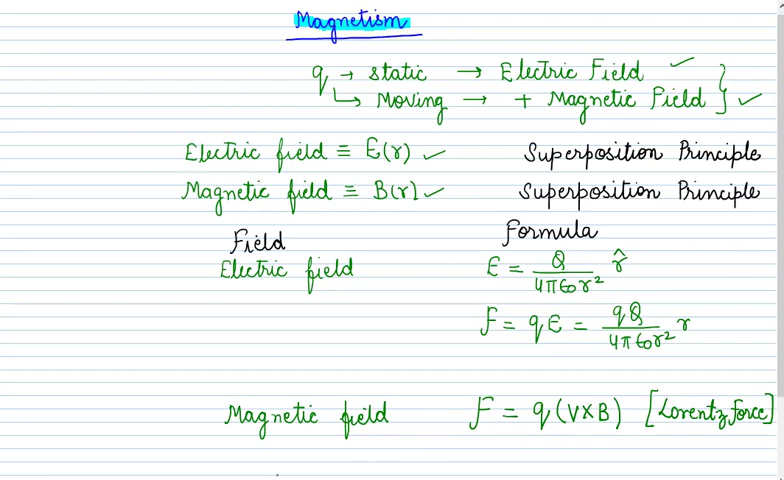 Magnetism
q → static → Electric Field ✓
↳ Moving → + Magnetic Field } ✓
Electric field ≡ E(r) ✓ Superposition Principle
Magnetic field ≡ B(r) ✓ Superposition Principle
Field Formula
Electric field E = Q/4πϵ0r² r̂
F = qE = qQ/4πϵ0r² r
Magnetic field F = q(V×B) [Lorentz force]